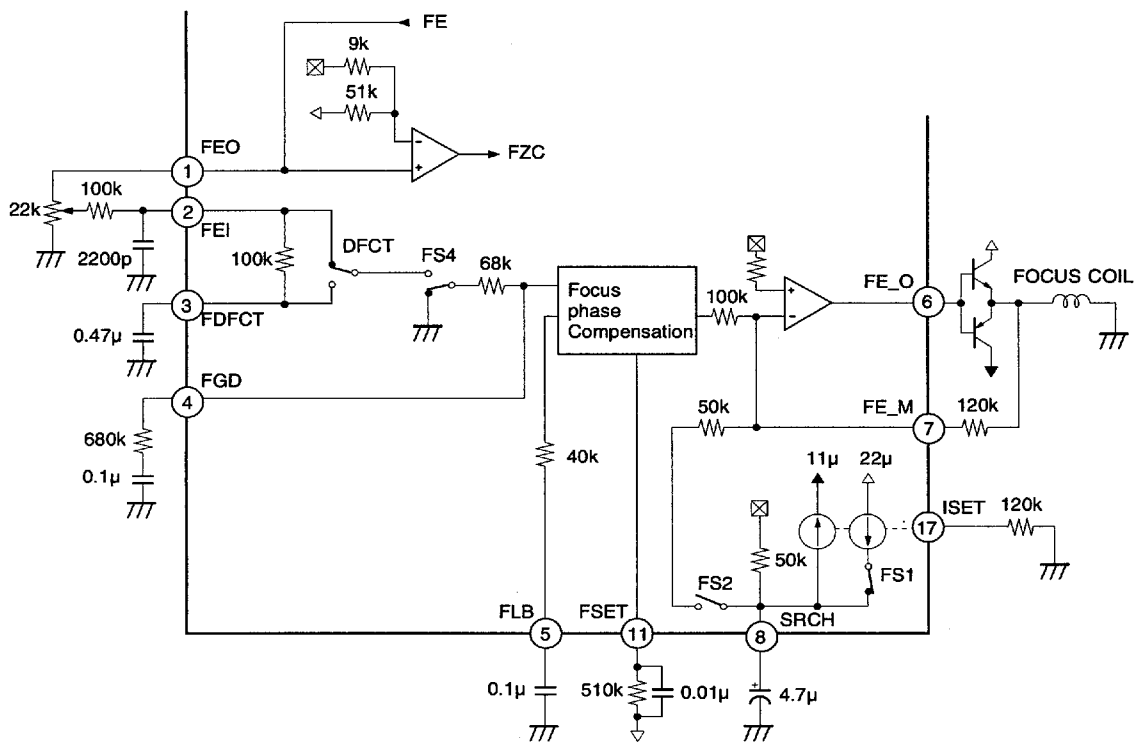 FE
9k
51k
FZC
FEO
1
100k
22k
2
FEI
2200p
100k
DFCT
FS4
68k
3
FDFCT
0.47μ
FGD
4
680k
0.1μ
Focus
phase
Compensation
100k
FE_O
6
FOCUS COIL
50k
FE_M
7
120k
40k
11μ
22μ
ISET
17
120k
50k
FS2
FS1
FLB
5
FSET
11
SRCH
8
0.1μ
510k
0.01μ
4.7μ